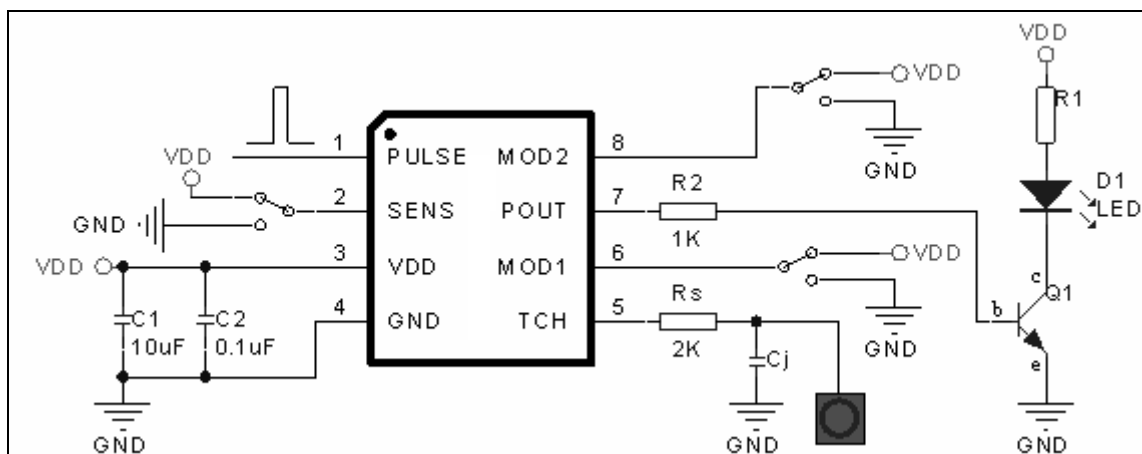 VDD
VDD
R1
1
PULSE
MOD2
8
GND
VDD
2
SENS
POUT
7
R2
1K
D1
LED
GND
VDD
3
VDD
MOD1
6
VDD
c
Q1
b
e
4
GND
TCH
5
Rs
2K
GND
C1
10uF
C2
0.1uF
Cj
GND
GND
GND